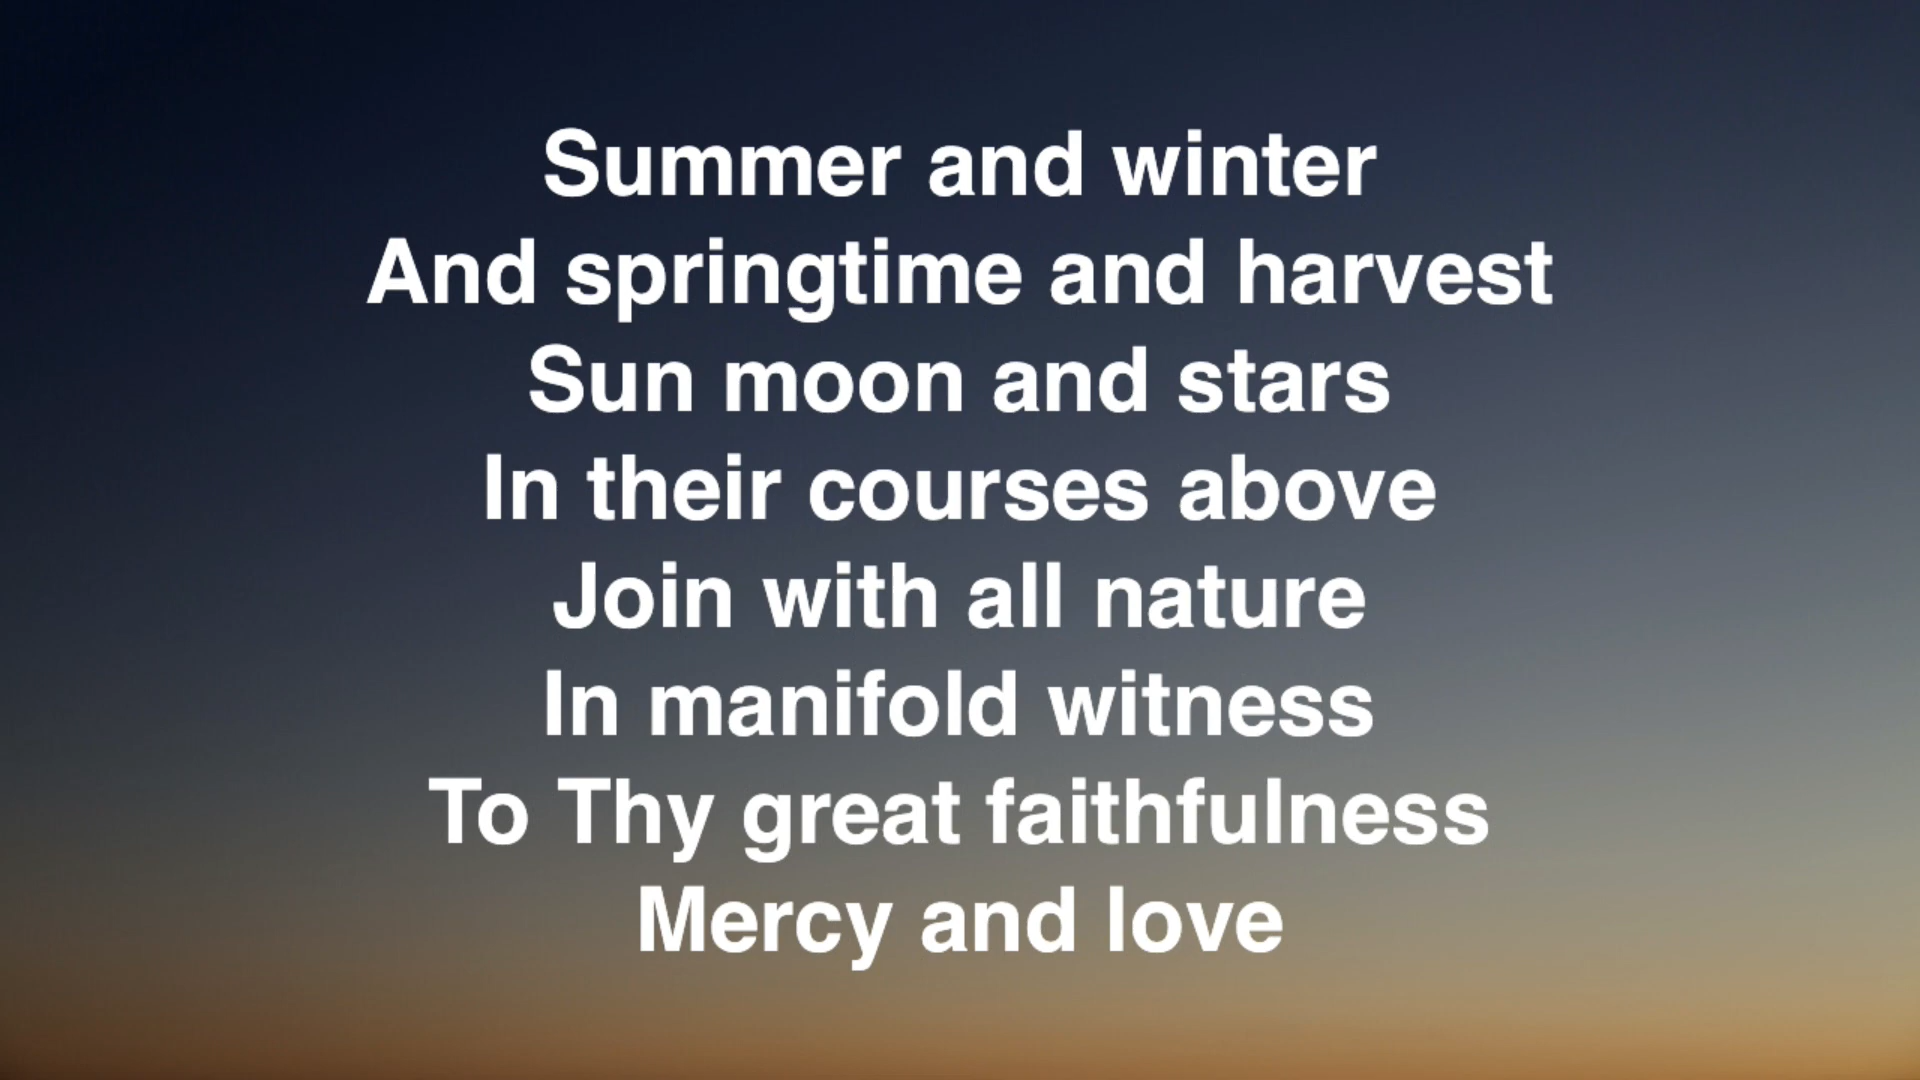 Summer and winter
And springtime and harvest
Sun moon and stars
In their courses above
Join with all nature
In manifold witness
To Thy great faithfulness
Mercy and love